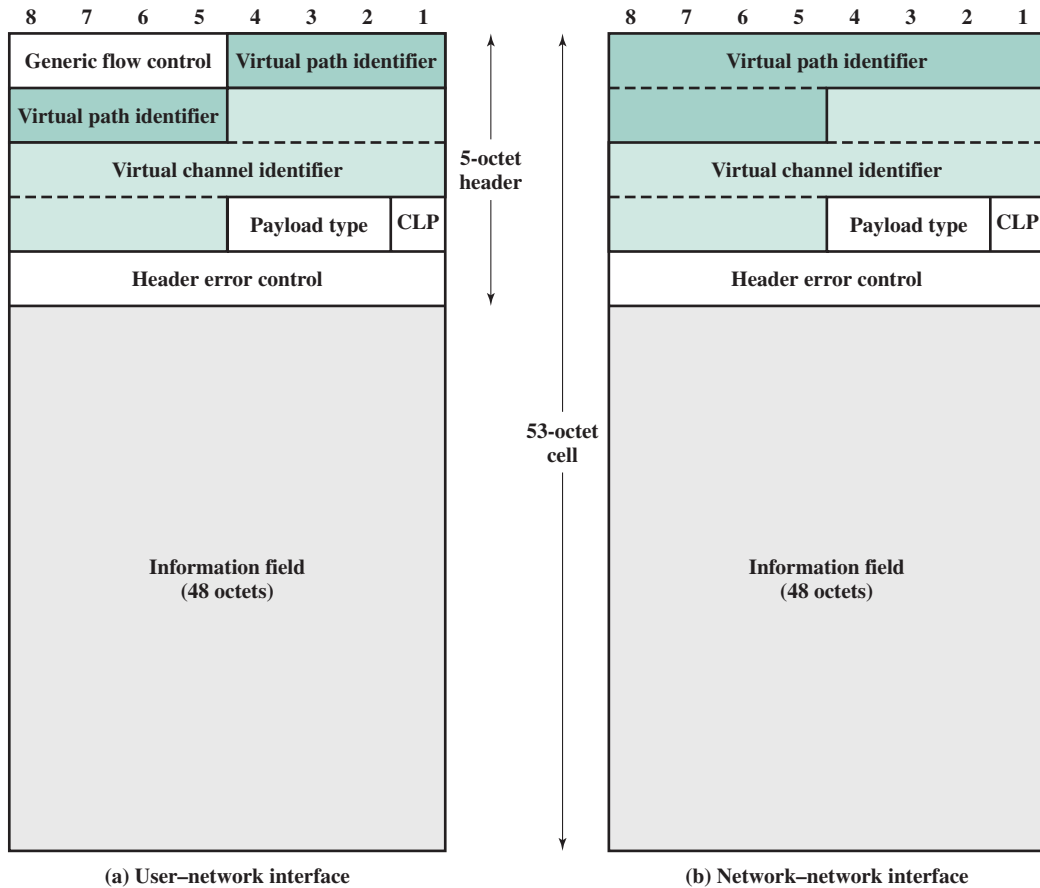 8 7 6 5 4 3 2 1
Generic flow control
Virtual path identifier
Virtual path identifier
Virtual channel identifier
Payload type
CLP
Header error control
Information field
(48 octets)
(a) User–network interface
5-octet
header
53-octet
cell
8 7 6 5 4 3 2 1
Virtual path identifier
Virtual channel identifier
Payload type
CLP
Header error control
Information field
(48 octets)
(b) Network–network interface